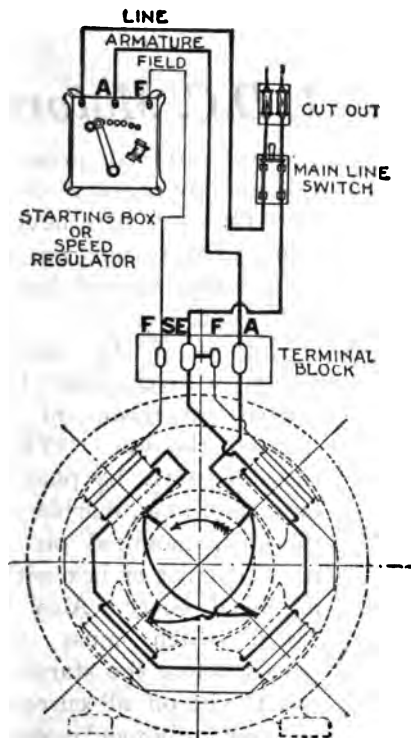 LINE
ARMATURE
FIELD
A F
CUT OUT
MAIN LINE
SWITCH
STARTING BOX
OR
SPEED
REGULATOR
F SE F A
TERMINAL
BLOCK